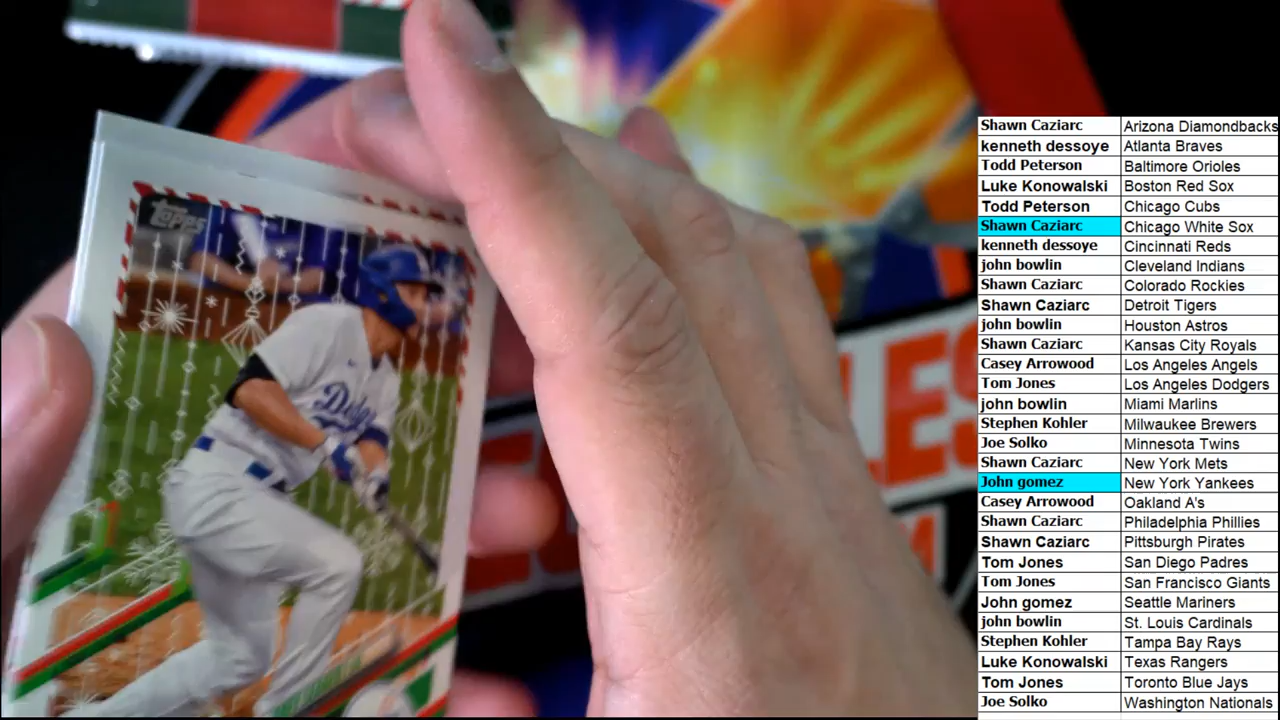 TOPPS
Dodge
LES
Shawn Caziarc Arizona Diamondbacks
kenneth dessoye Atlanta Braves
Todd Peterson Baltimore Orioles
Luke Konowalski Boston Red Sox
Todd Peterson Chicago Cubs
Shawn Caziarc Chicago White Sox
kenneth dessoye Cincinnati Reds
john bowlin Cleveland Indians
Shawn Caziarc Colorado Rockies
Shawn Caziarc Detroit Tigers
john bowlin Houston Astros
Shawn Caziarc Kansas City Royals
Casey Arrowood Los Angeles Angels
Tom Jones Los Angeles Dodgers
john bowlin Miami Marlins
Stephen Kohler Milwaukee Brewers
Joe Solko Minnesota Twins
Shawn Caziarc New York Mets
John gomez New York Yankees
Casey Arrowood Oakland A's
Shawn Caziarc Philadelphia Phillies
Shawn Caziarc Pittsburgh Pirates
Tom Jones San Diego Padres
Tom Jones San Francisco Giants
John gomez Seattle Mariners
john bowlin St. Louis Cardinals
Stephen Kohler Tampa Bay Rays
Luke Konowalski Texas Rangers
Tom Jones Toronto Blue Jays
Joe Solko Washington Nationals